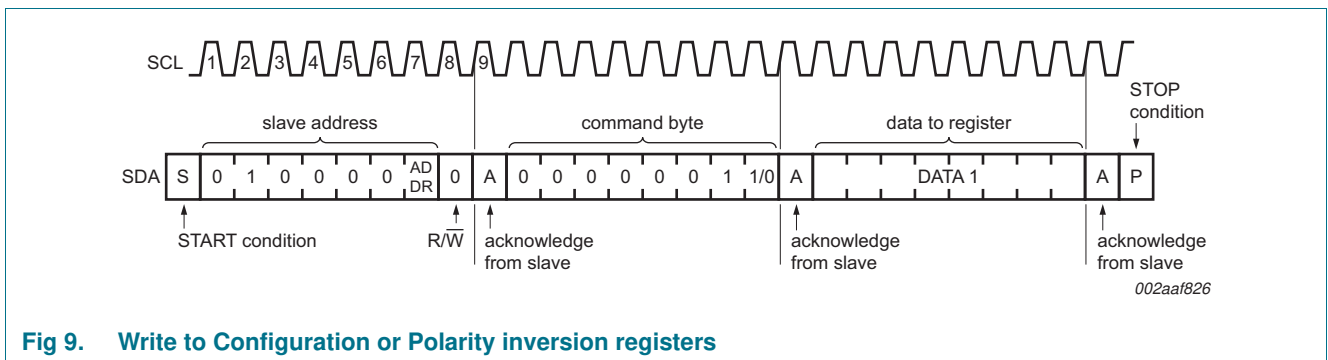 SCL 1 2 3 4 5 6 7 8 9
STOP
condition
slave address command byte data to register
SDA S 0 1 0 0 0 0 AD DR 0 A 0 0 0 0 0 0 1 1/0 A DATA 1 A P
START condition R/W̅ acknowledge from slave acknowledge from slave acknowledge from slave
002aaf826
Fig 9. Write to Configuration or Polarity inversion registers